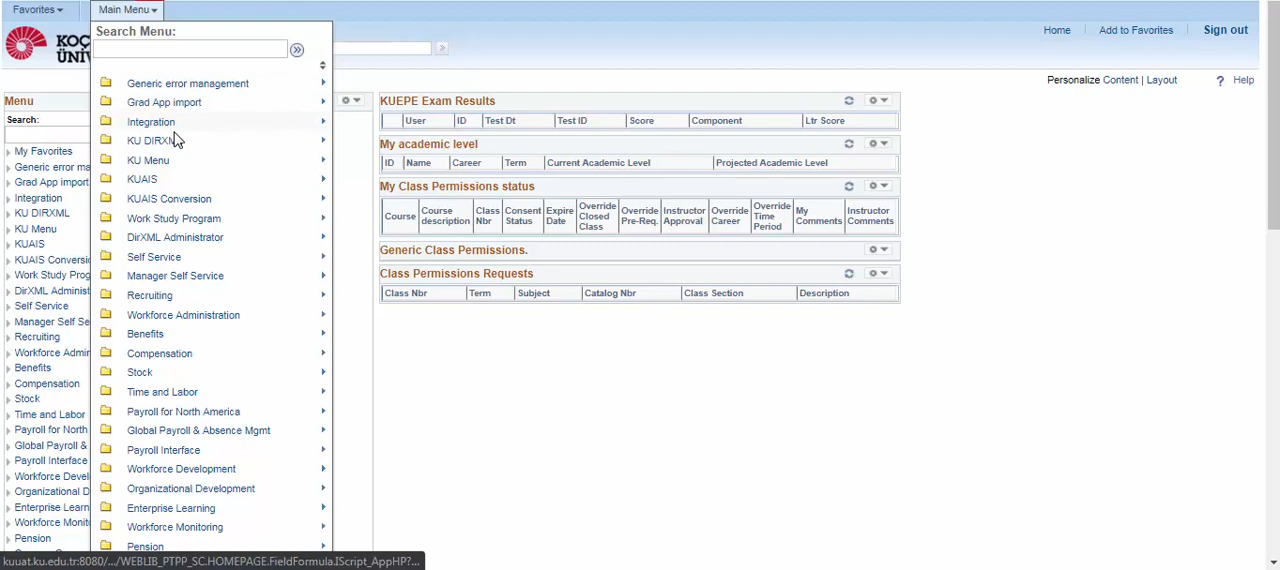 Favorites Main Menu
Search Menu:
KOÇ
ÜNİVE
Home Add to Favorites Sign out
Personalize Content | Layout ? Help
Menu
Search:
My Favorites
Generic error ma
Grad App import
Integration
KU DIRXML
KU Menu
KUAIS
KUAIS Conversion
Work Study Prog
DirXML Administ
Self Service
Manager Self Se
Recruiting
Workforce Admi
Benefits
Compensation
Stock
Time and Labor
Payroll for North
Global Payroll &
Payroll Interface
Workforce Devel
Organizational D
Enterprise Learn
Workforce Monit
Pension
Generic error management
Grad App import
Integration
KU DIRXM
KU Menu
KUAIS
KUAIS Conversion
Work Study Program
DirXML Administrator
Self Service
Manager Self Service
Recruiting
Workforce Administration
Benefits
Compensation
Stock
Time and Labor
Payroll for North America
Global Payroll & Absence Mgmt
Payroll Interface
Workforce Development
Organizational Development
Enterprise Learning
Workforce Monitoring
Pension
KUEPE Exam Results
User ID Test Dt Test ID Score Component Ltr Score
My academic level
ID Name Career Term Current Academic Level Projected Academic Level
My Class Permissions status
Course Course description Class Nbr Consent Status Expire Date Override Closed Class Override Pre-Req. Instructor Approval Override Career Override Time Period My Comments Instructor Comments
Generic Class Permissions.
Class Permissions Requests
Class Nbr Term Subject Catalog Nbr Class Section Description
kuuat.ku.edu.tr:8080/.../WEBLIB_PTPP_SC.HOMEPAGE.FieldFormula.IScript_AppHP?...